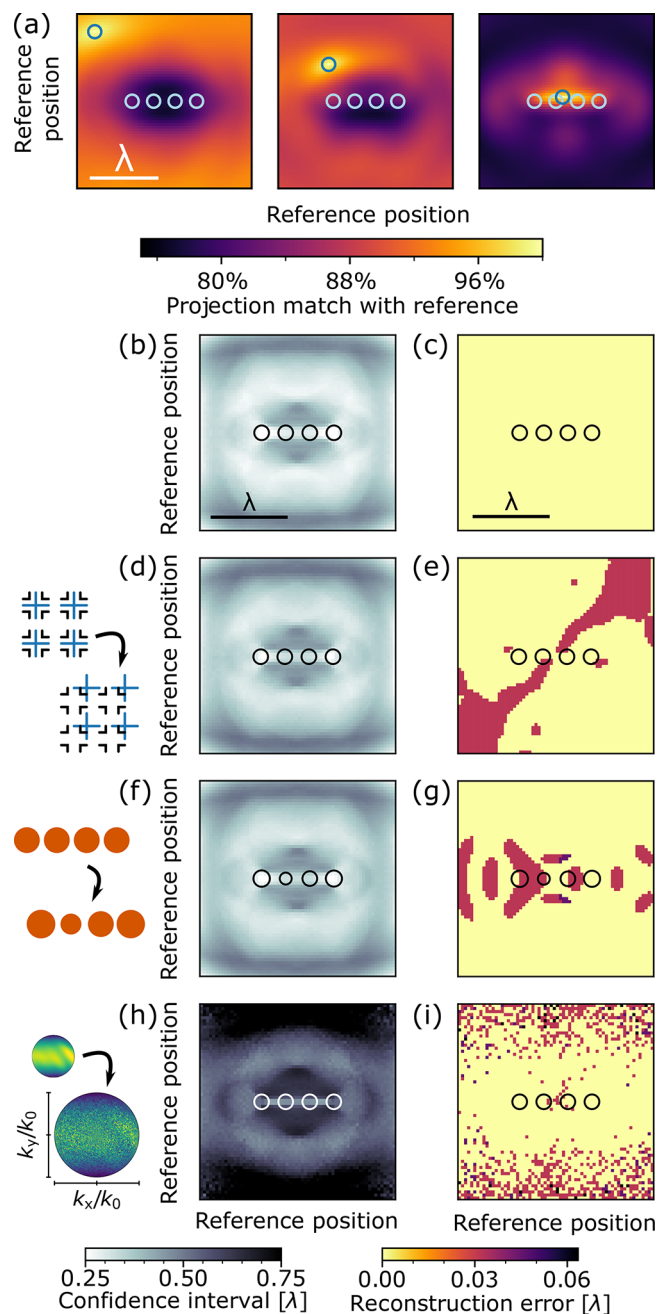 (a)
Reference
position
λ
Reference position
80% 88% 96%
Projection match with reference
(b) (c)
Reference position
λ λ
(d) (e)
Reference position
(f) (g)
Reference position
(h) (i)
Reference position
ky/k0
kx/k0
Reference position Reference position
0.25 0.50 0.75 0.00 0.03 0.06
Confidence interval [λ] Reconstruction error [λ]